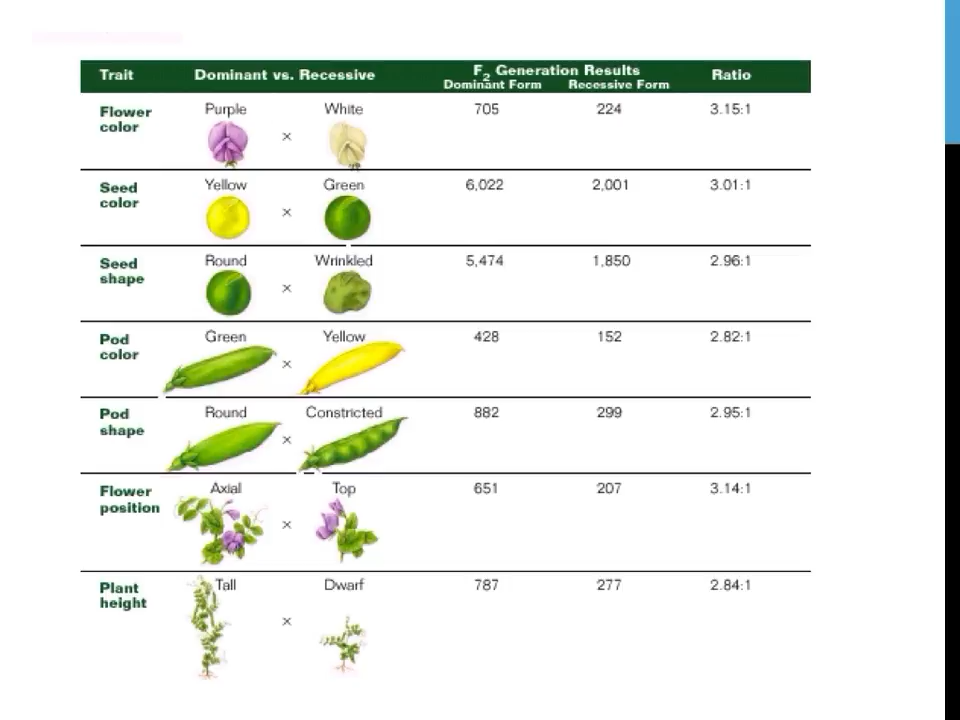 Trait Dominant vs. Recessive F2 Generation Results Ratio
Dominant Form Recessive Form
Flower color Purple × White 705 224 3.15:1
Seed color Yellow × Green 6,022 2,001 3.01:1
Seed shape Round × Wrinkled 5,474 1,850 2.96:1
Pod color Green × Yellow 428 152 2.82:1
Pod shape Round × Constricted 882 299 2.95:1
Flower position Axial × Top 651 207 3.14:1
Plant height Tall × Dwarf 787 277 2.84:1